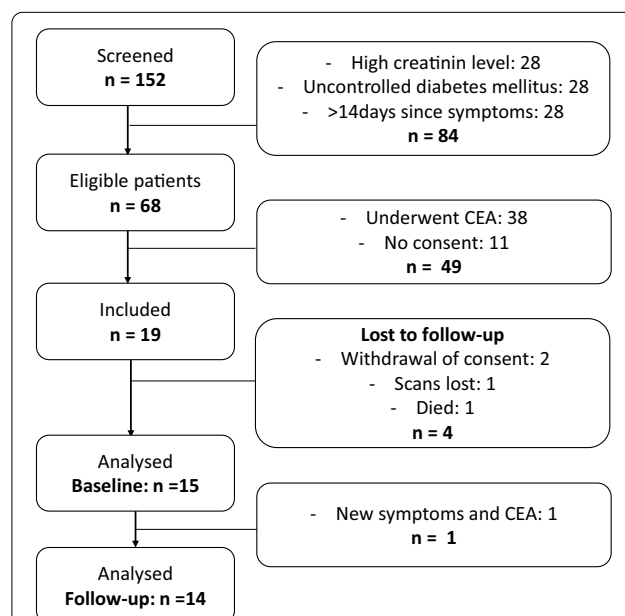 Screened
n = 152
- High creatinin level: 28
- Uncontrolled diabetes mellitus: 28
- >14days since symptoms: 28
n = 84
Eligible patients
n = 68
- Underwent CEA: 38
- No consent: 11
n = 49
Included
n = 19
Lost to follow-up
- Withdrawal of consent: 2
- Scans lost: 1
- Died: 1
n = 4
Analysed
Baseline: n =15
- New symptoms and CEA: 1
n = 1
Analysed
Follow-up: n =14